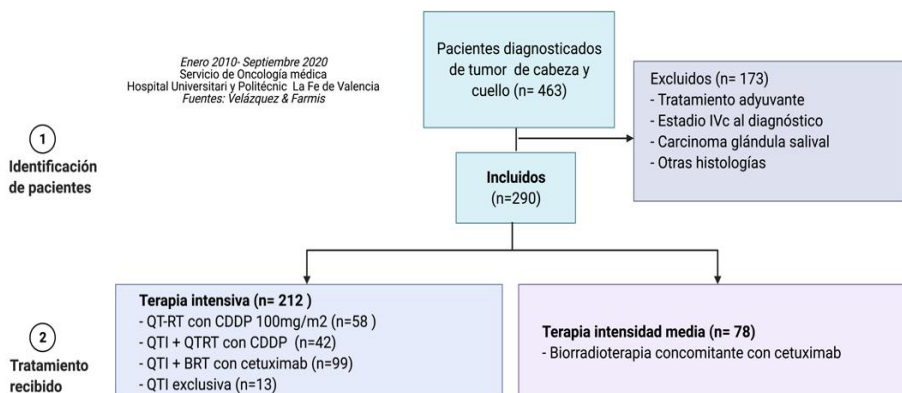 Enero 2010- Septiembre 2020
Servicio de Oncología médica
Hospital Universitari y Politécnic La Fe de Valencia
Fuentes: Velázquez & Farmis
Pacientes diagnosticados
de tumor de cabeza y
cuello (n= 463)
Excluidos (n= 173)
- Tratamiento adyuvante
- Estadio IVc al diagnóstico
- Carcinoma glándula salival
- Otras histologías
1
Identificación
de pacientes
Incluidos
(n=290)
Terapia intensiva (n= 212 )
- QT-RT con CDDP 100mg/m2 (n=58 )
- QTI + QTRT con CDDP (n=42)
- QTI + BRT con cetuximab (n=99)
- QTI exclusiva (n=13)
Terapia intensidad media (n= 78)
- Biorradioterapia concomitante con cetuximab
2
Tratamiento
recibido